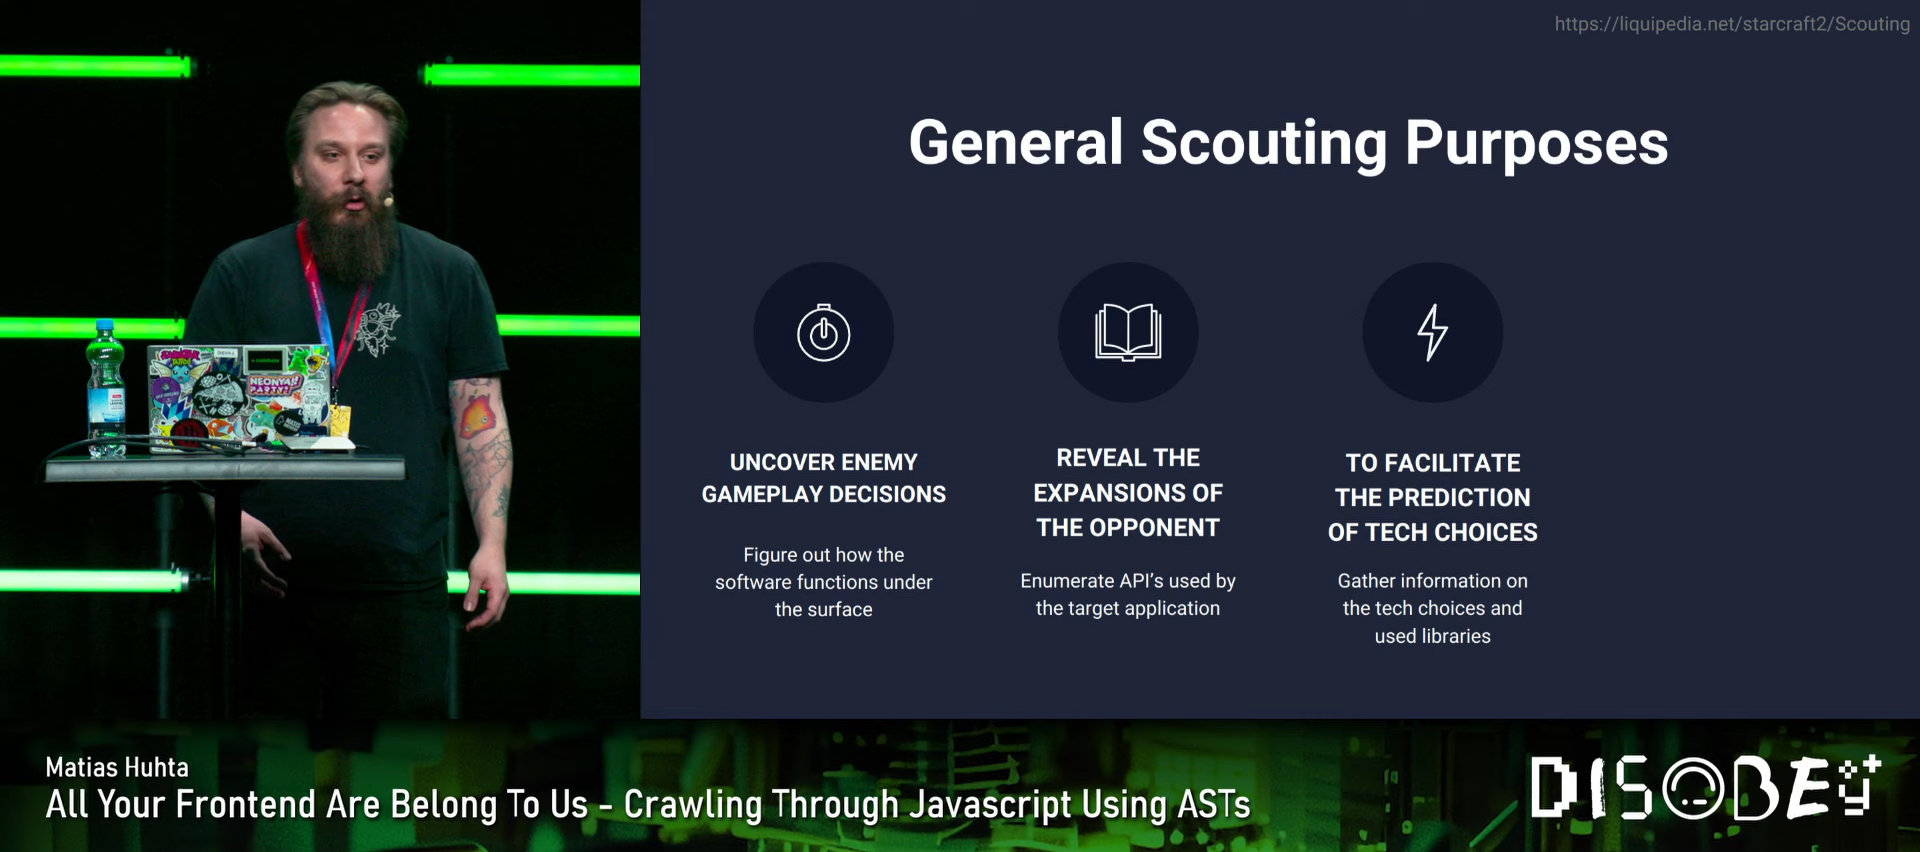 https://liquipedia.net/starcraft2/Scouting
General Scouting Purposes
UNCOVER ENEMY
GAMEPLAY DECISIONS
Figure out how the
software functions under
the surface
REVEAL THE
EXPANSIONS OF
THE OPPONENT
Enumerate API's used by
the target application
TO FACILITATE
THE PREDICTION
OF TECH CHOICES
Gather information on
the tech choices and
used libraries
NEONYA!!
PARTY!
Matias Huhta
All Your Frontend Are Belong To Us - Crawling Through Javascript Using ASTs
DISOBEY